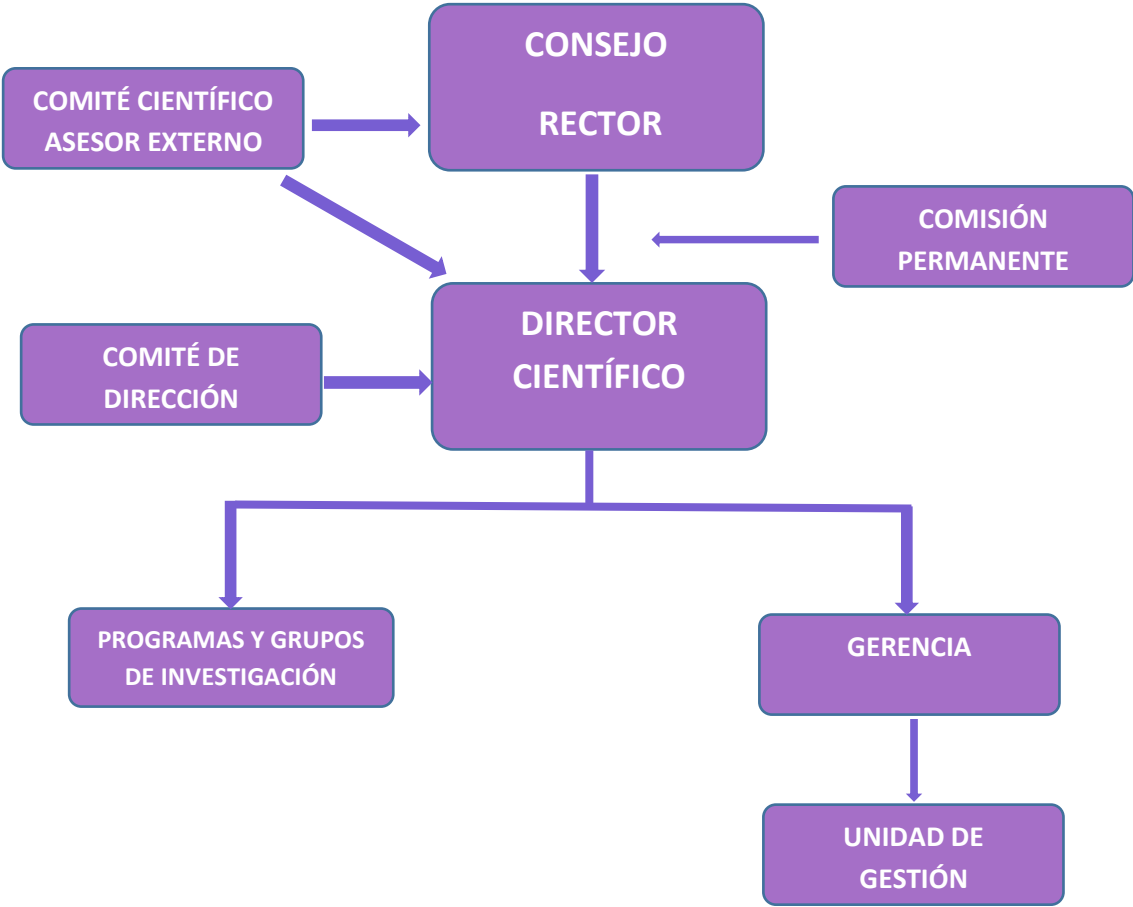 CONSEJO
RECTOR
COMITÉ CIENTÍFICO
ASESOR EXTERNO
COMISIÓN
PERMANENTE
DIRECTOR
CIENTÍFICO
COMITÉ DE
DIRECCIÓN
PROGRAMAS Y GRUPOS
DE INVESTIGACIÓN
GERENCIA
UNIDAD DE
GESTIÓN